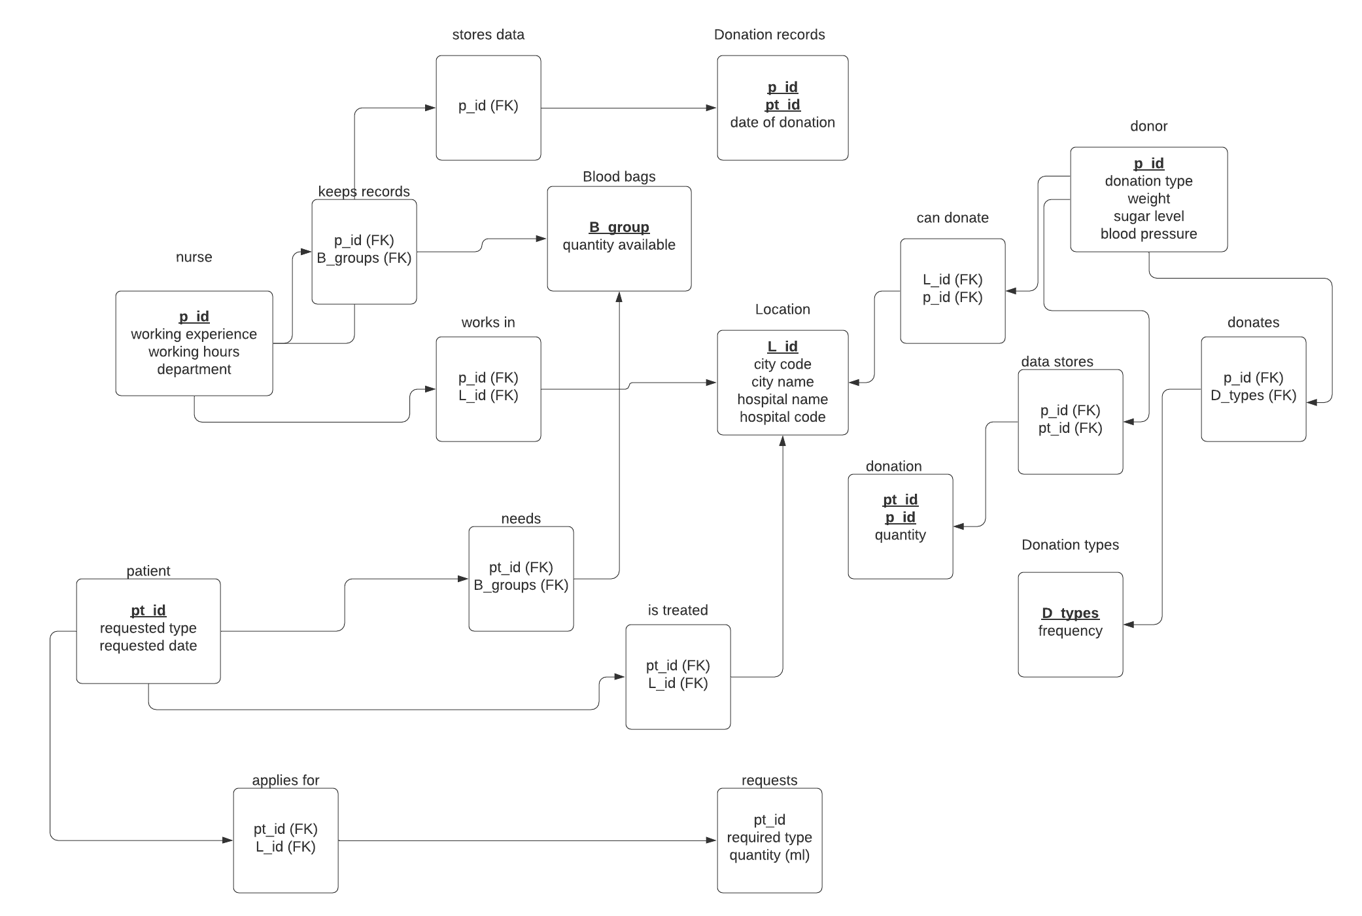 stores data
p_id (FK)
Donation records
p_id
pt_id
date of donation
donor
p_id
donation type
weight
sugar level
blood pressure
keeps records
p_id (FK)
B_groups (FK)
Blood bags
B_group
quantity available
can donate
L_id (FK)
p_id (FK)
nurse
p_id
working experience
working hours
department
works in
p_id (FK)
L_id (FK)
Location
L_id
city code
city name
hospital name
hospital code
data stores
p_id (FK)
pt_id (FK)
donates
p_id (FK)
D_types (FK)
donation
pt_id
p_id
quantity
needs
pt_id (FK)
B_groups (FK)
Donation types
D_types
frequency
patient
pt_id
requested type
requested date
is treated
pt_id (FK)
L_id (FK)
applies for
pt_id (FK)
L_id (FK)
requests
pt_id
required type
quantity (ml)